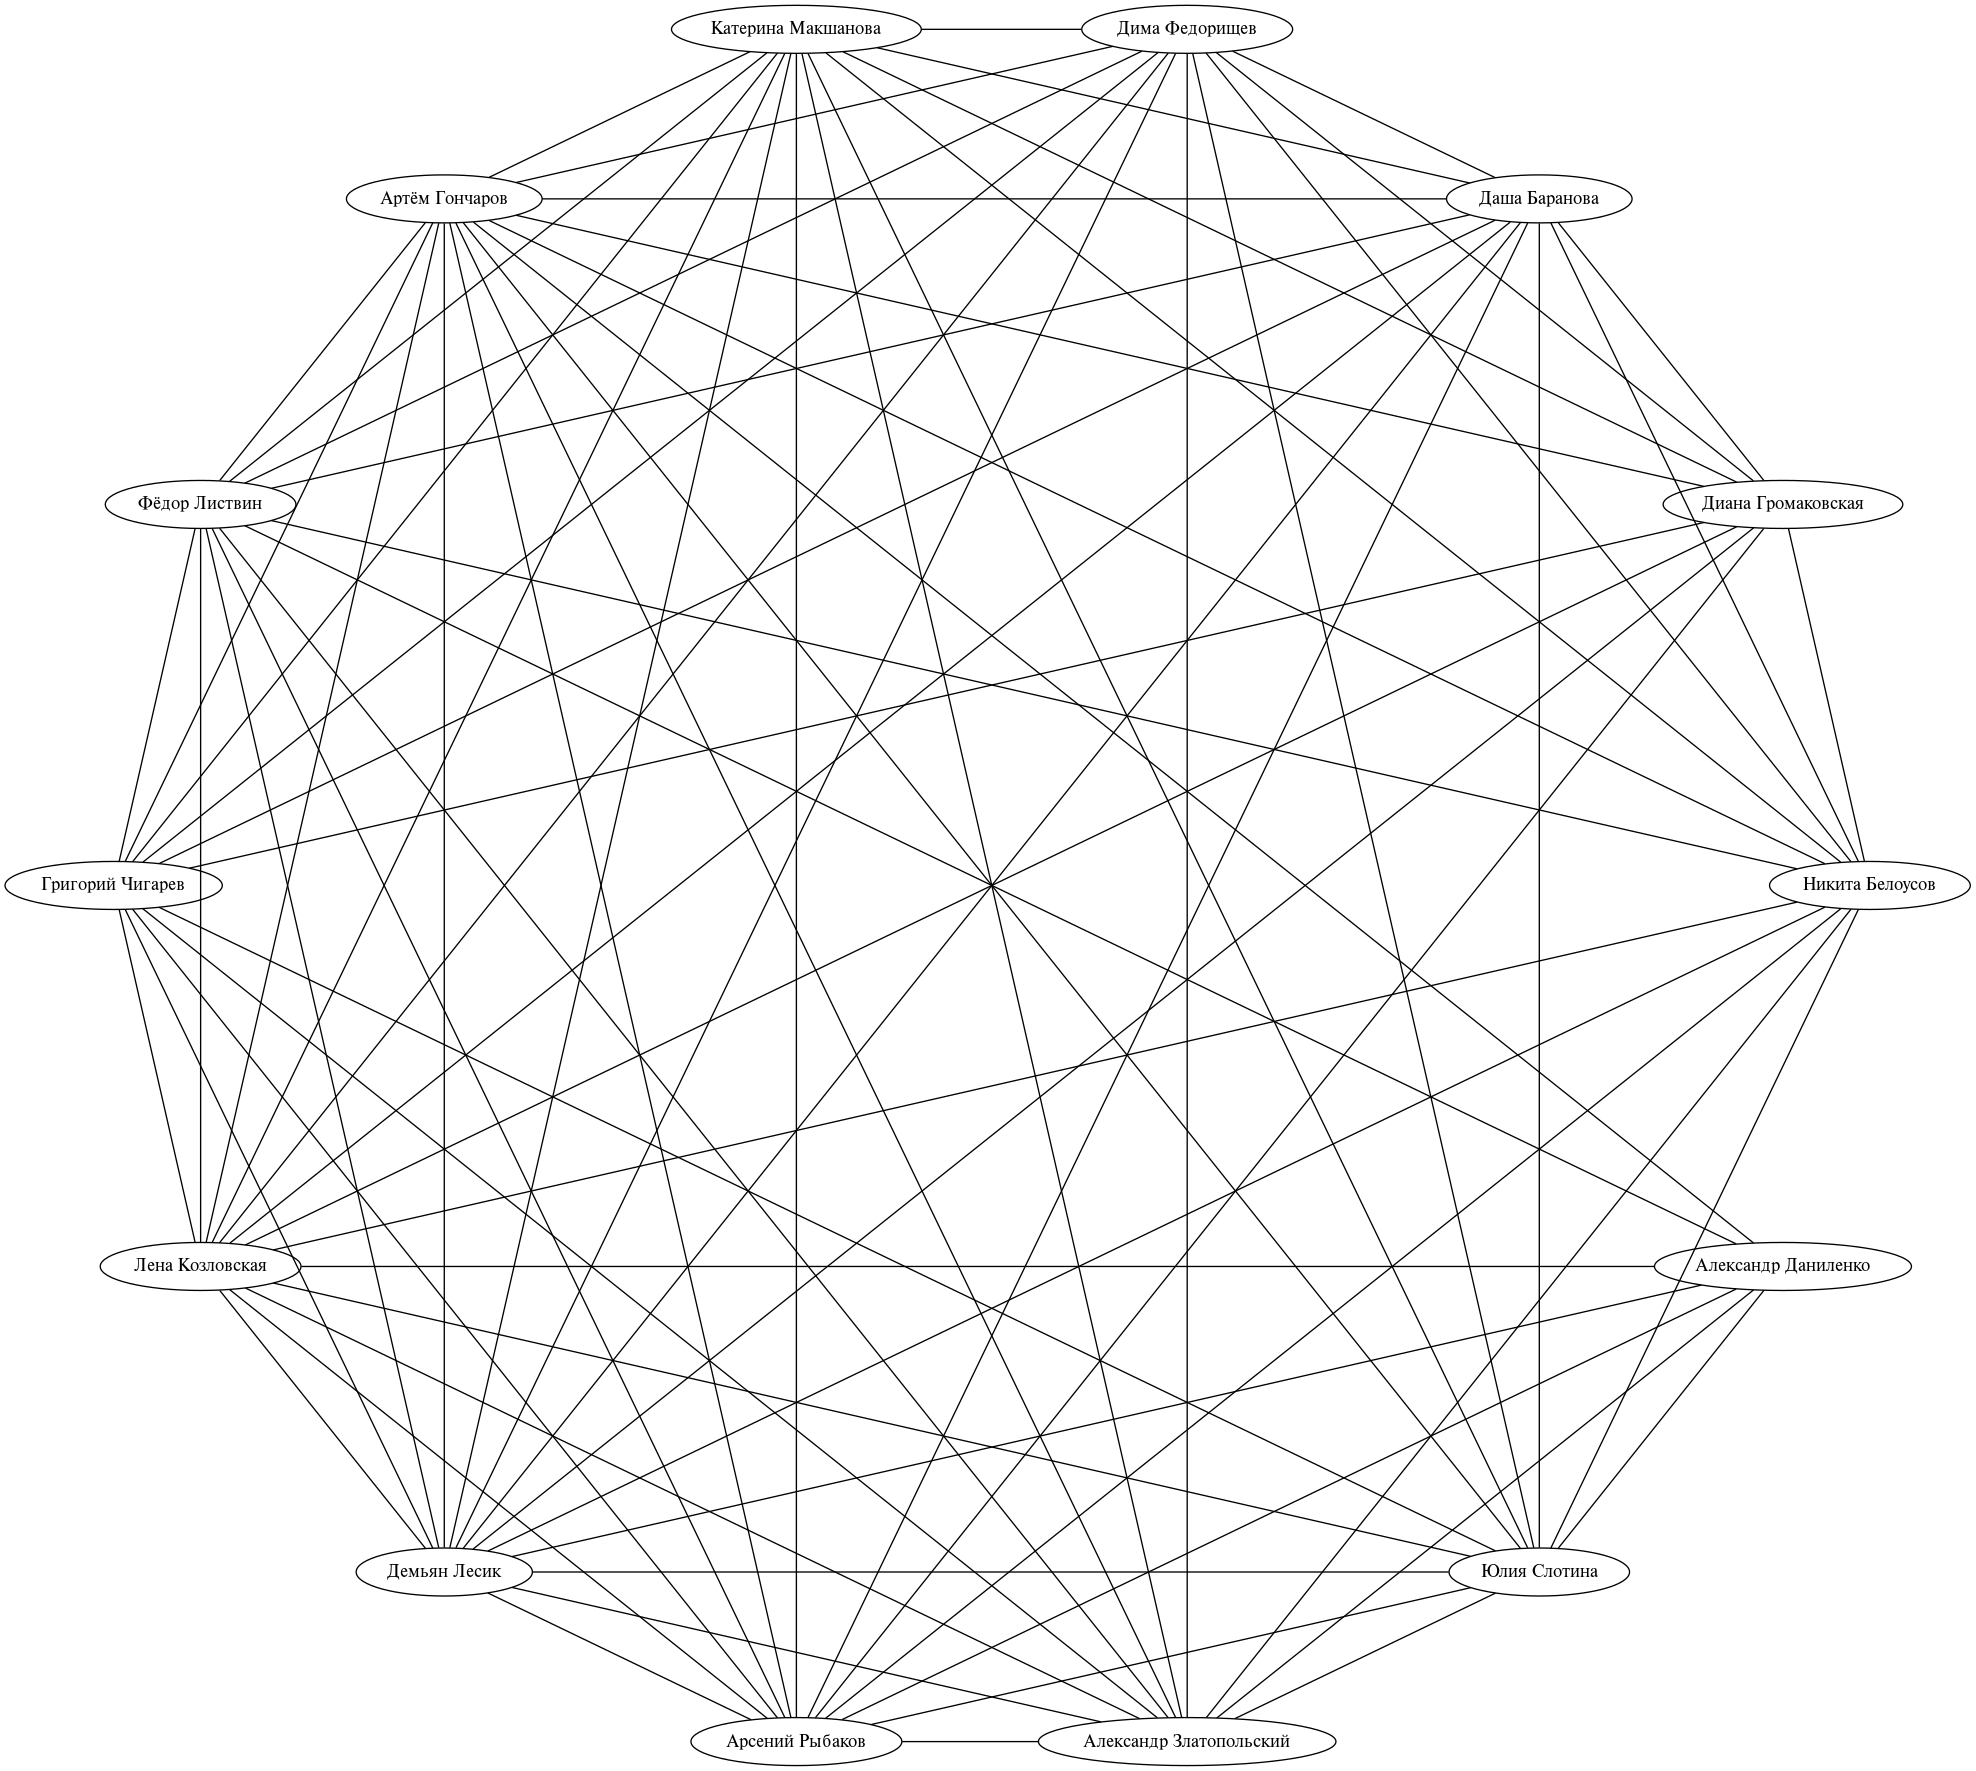 Катерина Макшанова
Дима Федорищев
Артём Гончаров
Даша Баранова
Фёдор Листвин
Диана Громаковская
Григорий Чигарев
Никита Белоусов
Лена Козловская
Александр Даниленко
Демьян Лесик
Юлия Слотина
Арсений Рыбаков
Александр Златопольский